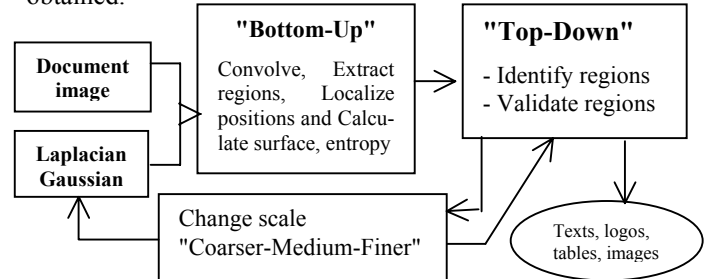 obtained.
"Bottom-Up"
Convolve, Extract
regions, Localize
positions and Calcu-
late surface, entropy
"Top-Down"
- Identify regions
- Validate regions
Document
image
Laplacian
Gaussian
Change scale
"Coarser-Medium-Finer"
Texts, logos,
tables, images